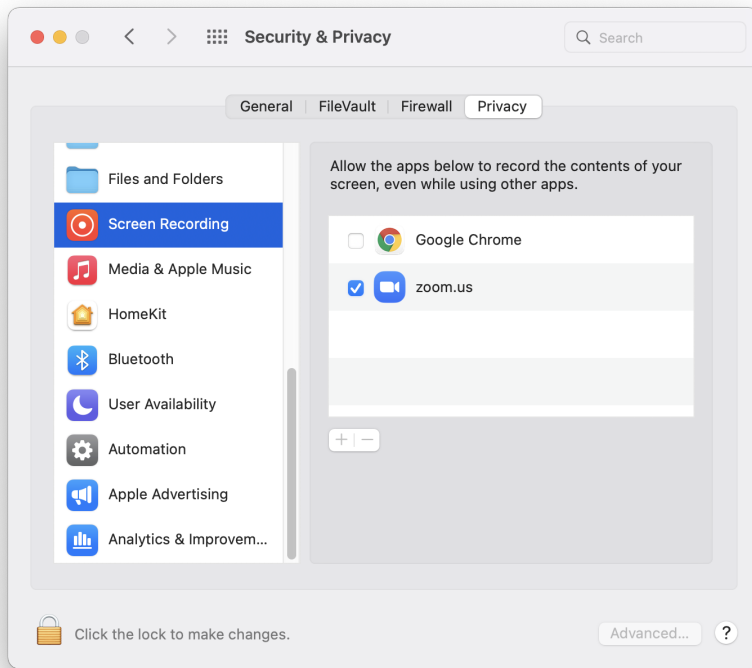 Security & Privacy
Search
General
FileVault
Firewall
Privacy
Files and Folders
Screen Recording
Media & Apple Music
HomeKit
Bluetooth
User Availability
Automation
Apple Advertising
Analytics & Improvem...
Allow the apps below to record the contents of your
screen, even while using other apps.
Google Chrome
zoom.us
Click the lock to make changes.
Advanced...
?